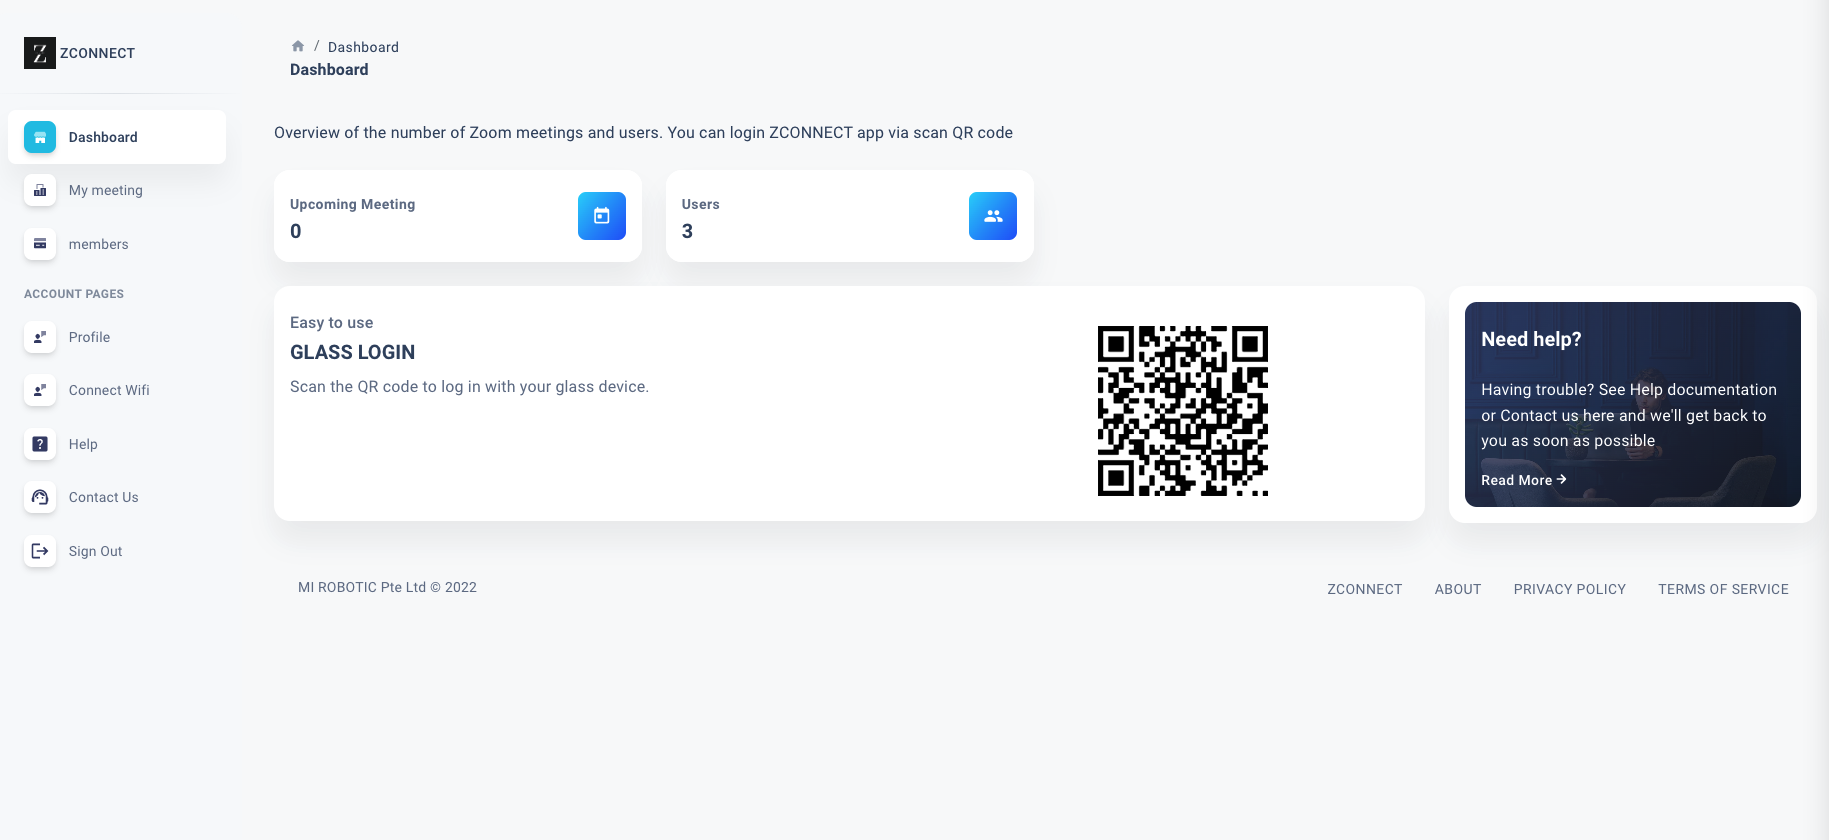 ZCONNECT
Dashboard
My meeting
members
ACCOUNT PAGES
Profile
Connect Wifi
Help
Contact Us
Sign Out
/ Dashboard
Dashboard
Overview of the number of Zoom meetings and users. You can login ZCONNECT app via scan QR code
Upcoming Meeting
0
Users
3
Easy to use
GLASS LOGIN
Scan the QR code to log in with your glass device.
Need help?
Having trouble? See Help documentation
or Contact us here and we'll get back to
you as soon as possible
Read More →
MI ROBOTIC Pte Ltd © 2022
ZCONNECT ABOUT PRIVACY POLICY TERMS OF SERVICE